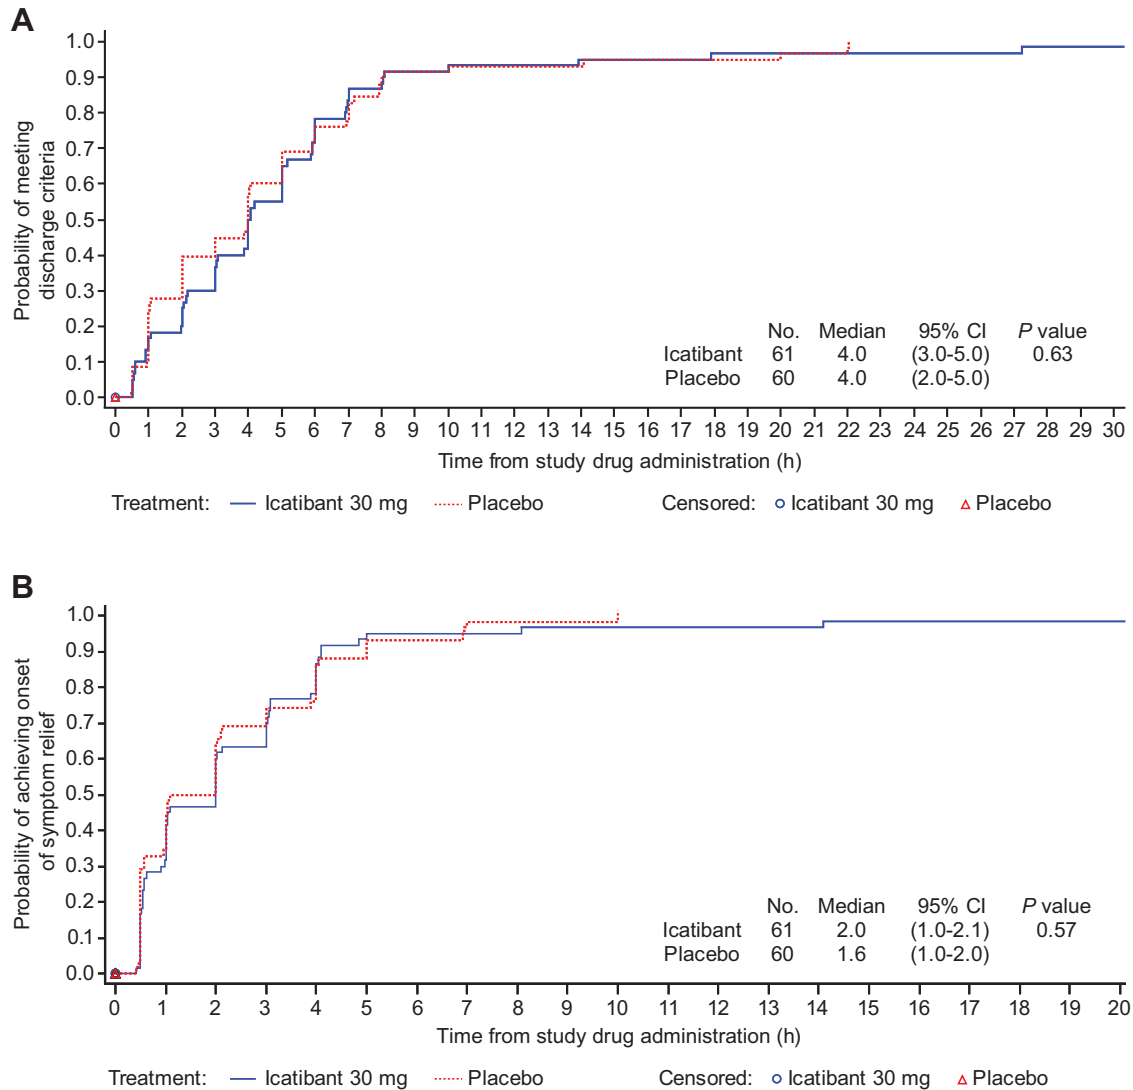 A
1.0
0.9
0.8
0.7
0.6
0.5
0.4
0.3
0.2
0.1
0.0
Probability of meeting
discharge criteria
No. Median 95% CI P value
Icatibant 61 4.0 (3.0-5.0) 0.63
Placebo 60 4.0 (2.0-5.0)
0 1 2 3 4 5 6 7 8 9 10 11 12 13 14 15 16 17 18 19 20 21 22 23 24 25 26 27 28 29 30
Time from study drug administration (h)
Treatment: Icatibant 30 mg Placebo Censored: Icatibant 30 mg Placebo
B
1.0
0.9
0.8
0.7
0.6
0.5
0.4
0.3
0.2
0.1
0.0
Probability of achieving onset
of symptom relief
No. Median 95% CI P value
Icatibant 61 2.0 (1.0-2.1) 0.57
Placebo 60 1.6 (1.0-2.0)
0 1 2 3 4 5 6 7 8 9 10 11 12 13 14 15 16 17 18 19 20
Time from study drug administration (h)
Treatment: Icatibant 30 mg Placebo Censored: Icatibant 30 mg Placebo